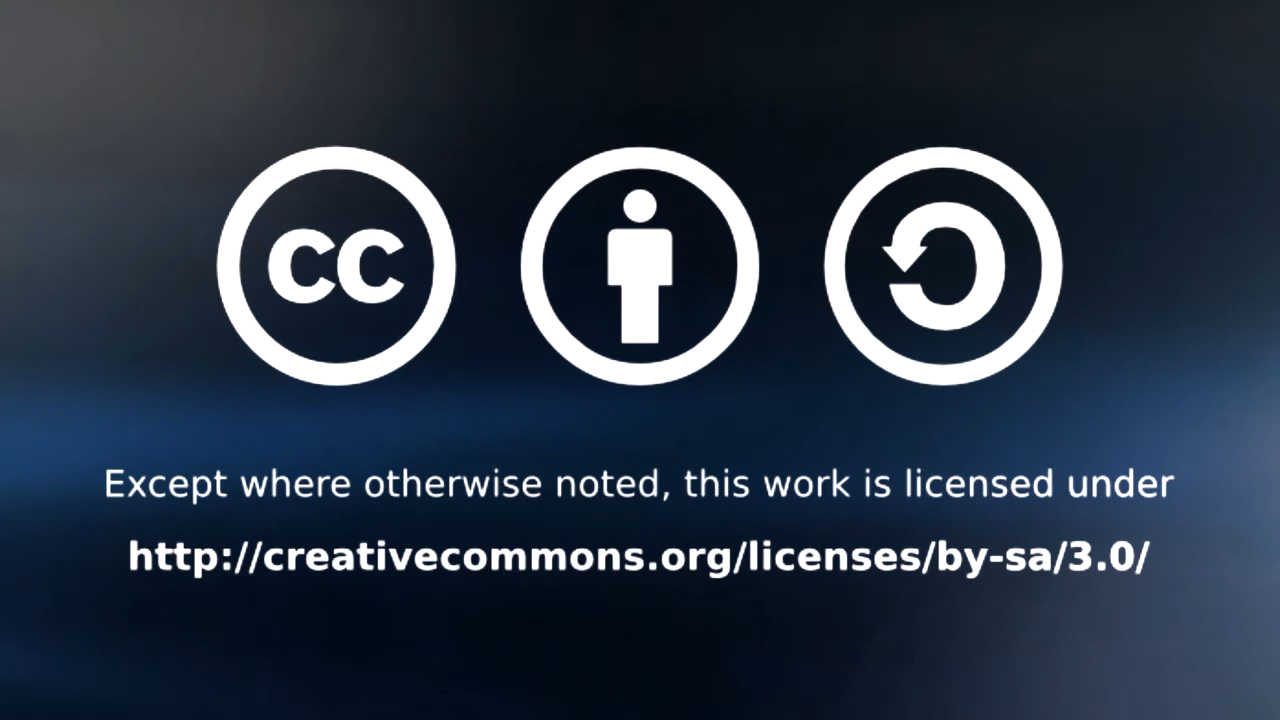 cc
Except where otherwise noted, this work is licensed under
http://creativecommons.org/licenses/by-sa/3.0/